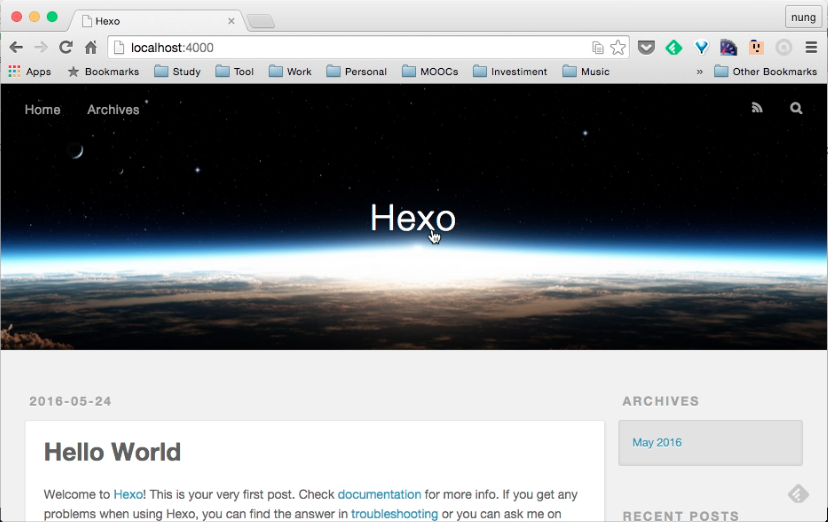 Hexo
nung
localhost:4000
Apps Bookmarks Study Tool Work Personal MOOCs Investiment Music » Other Bookmarks
Home Archives
Hexo
2016-05-24
ARCHIVES
Hello World
May 2016
Welcome to Hexo! This is your very first post. Check documentation for more info. If you get any
problems when using Hexo, you can find the answer in troubleshooting or you can ask me on
RECENT POSTS